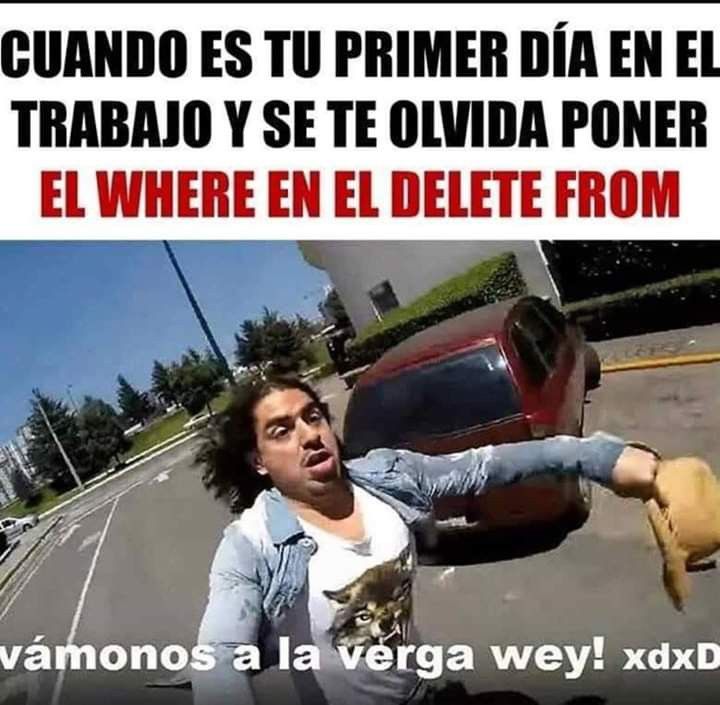 CUANDO ES TU PRIMER DÍA EN EL
TRABAJO Y SE TE OLVIDA PONER
EL WHERE EN EL DELETE FROM
vámonos a la verga wey! xdxD